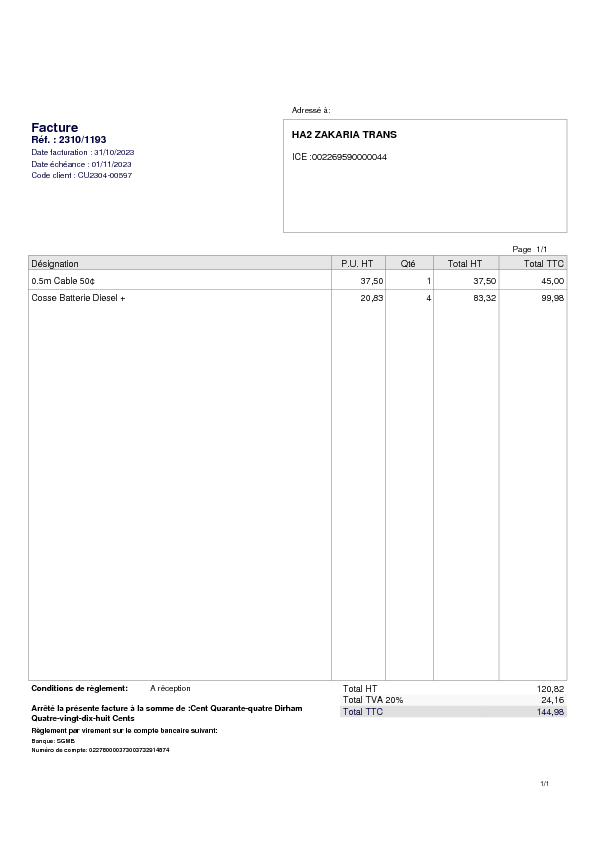 Adressé à:
Facture
Réf. : 2310/1193
Date facturation : 31/10/2023
Date échéance : 01/11/2023
Code client : CU2304-00597
HA2 ZAKARIA TRANS
ICE :002269590000044
Page 1/1
Désignation P.U. HT Qté Total HT Total TTC
0.5m Cable 50¢ 37,50 1 37,50 45,00
Cosse Batterie Diesel + 20,83 4 83,32 99,98
Conditions de règlement: A réception
Total HT 120,82
Total TVA 20% 24,16
Total TTC 144,98
Arrêté la présente facture à la somme de :Cent Quarante-quatre Dirham
Quatre-vingt-dix-huit Cents
Règlement par virement sur le compte bancaire suivant:
Banque: SGMB
Numéro de compte:
1/1